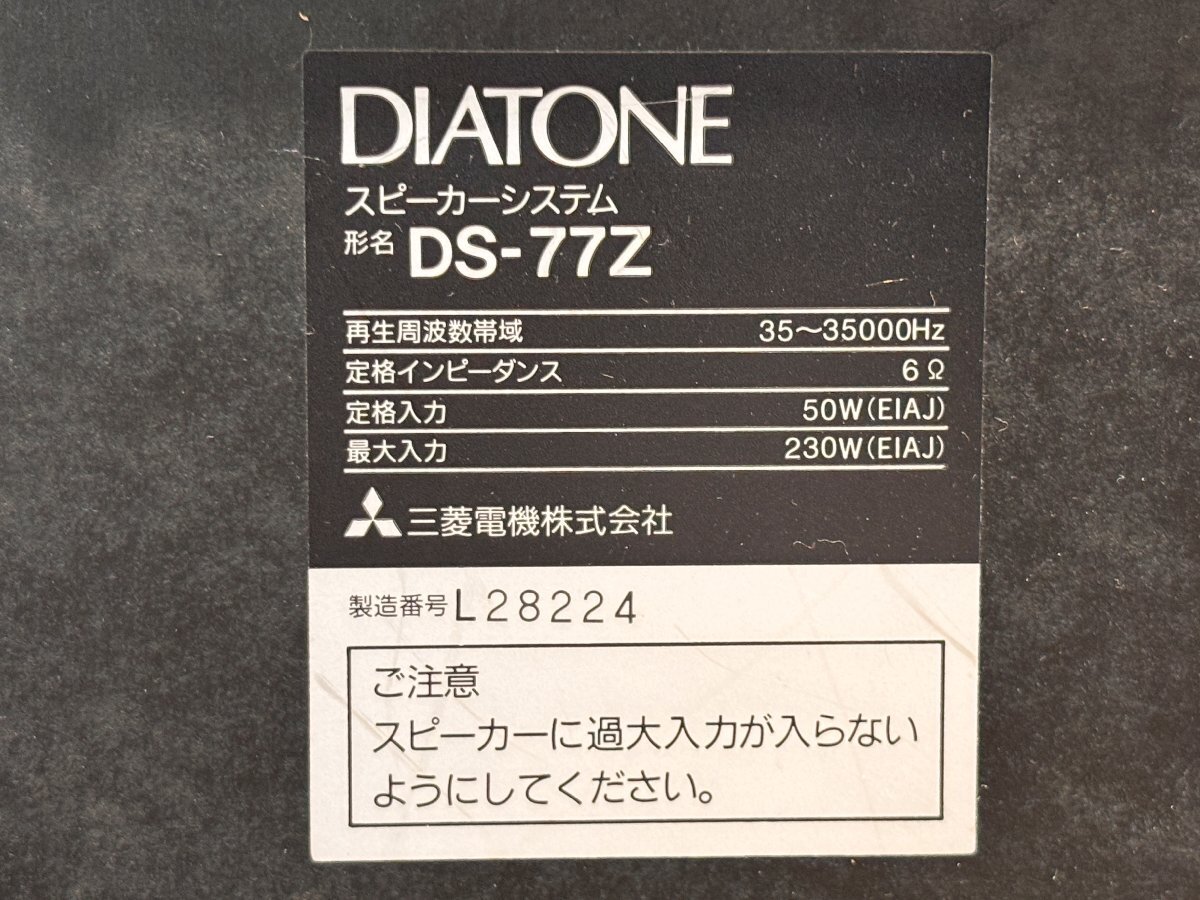 DIATONE
スピーカーシステム
形名 DS-77Z
再生周波数帯域 35〜35000Hz
定格インピーダンス 6Ω
定格入力 50W(EIAJ)
最大入力 230W(EIAJ)
三菱電機株式会社
製造番号 L28224
ご注意
スピーカーに過大入力が入らない
ようにしてください。